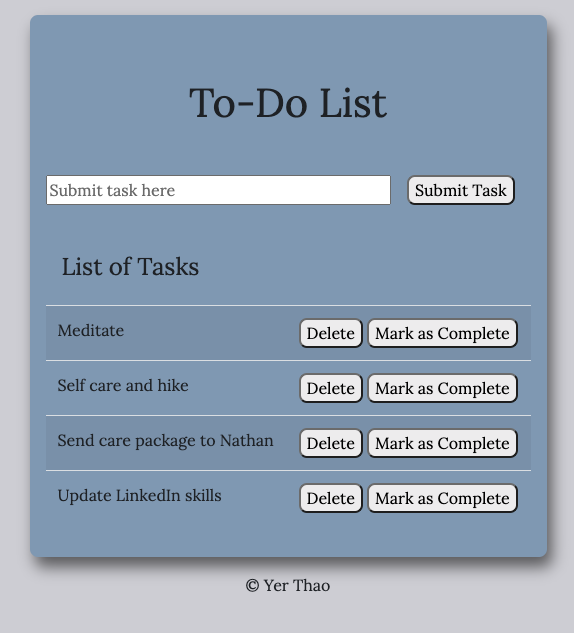 To-Do List
Submit task here Submit Task
List of Tasks
Meditate Delete Mark as Complete
Self care and hike Delete Mark as Complete
Send care package to Nathan Delete Mark as Complete
Update LinkedIn skills Delete Mark as Complete
© Yer Thao